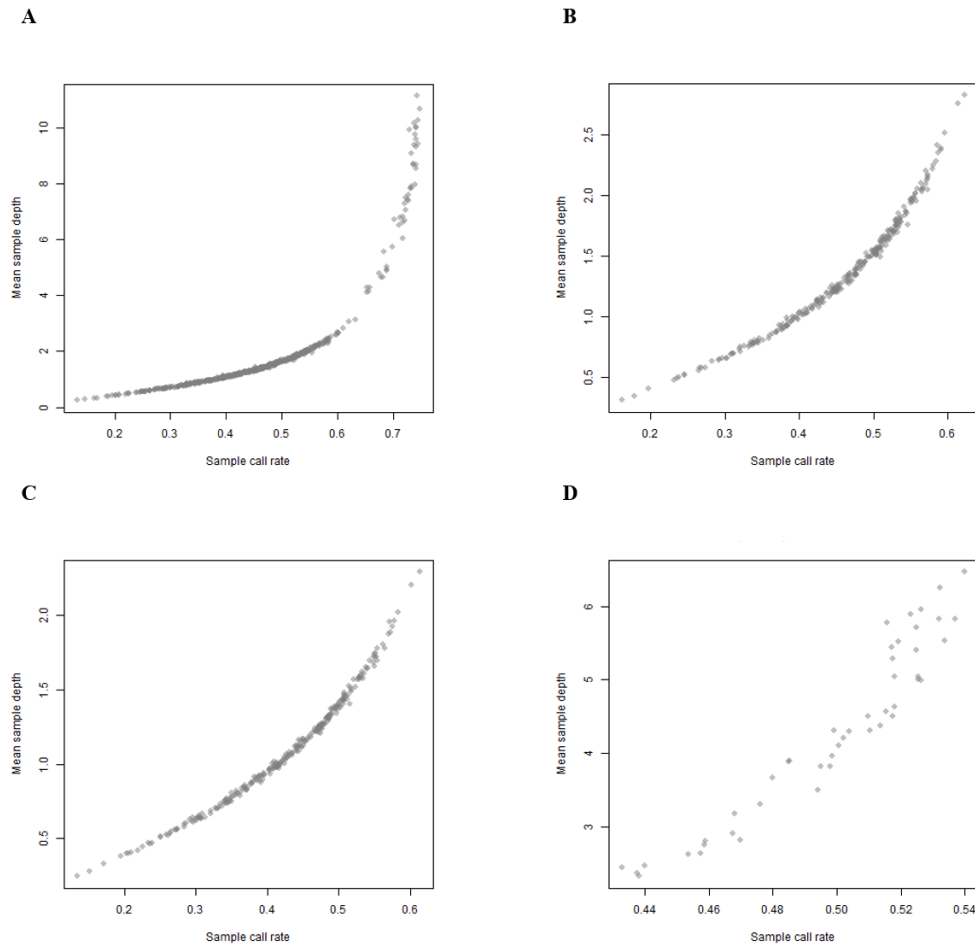 A
B
Mean sample depth
0 2 4 6 8 10
0.2 0.3 0.4 0.5 0.6 0.7
Sample call rate
Mean sample depth
0.5 1.0 1.5 2.0 2.5
0.2 0.3 0.4 0.5 0.6
Sample call rate
C
D
Mean sample depth
0.5 1.0 1.5 2.0
0.2 0.3 0.4 0.5 0.6
Sample call rate
Mean sample depth
3 4 5 6
0.44 0.46 0.48 0.50 0.52 0.54
Sample call rate